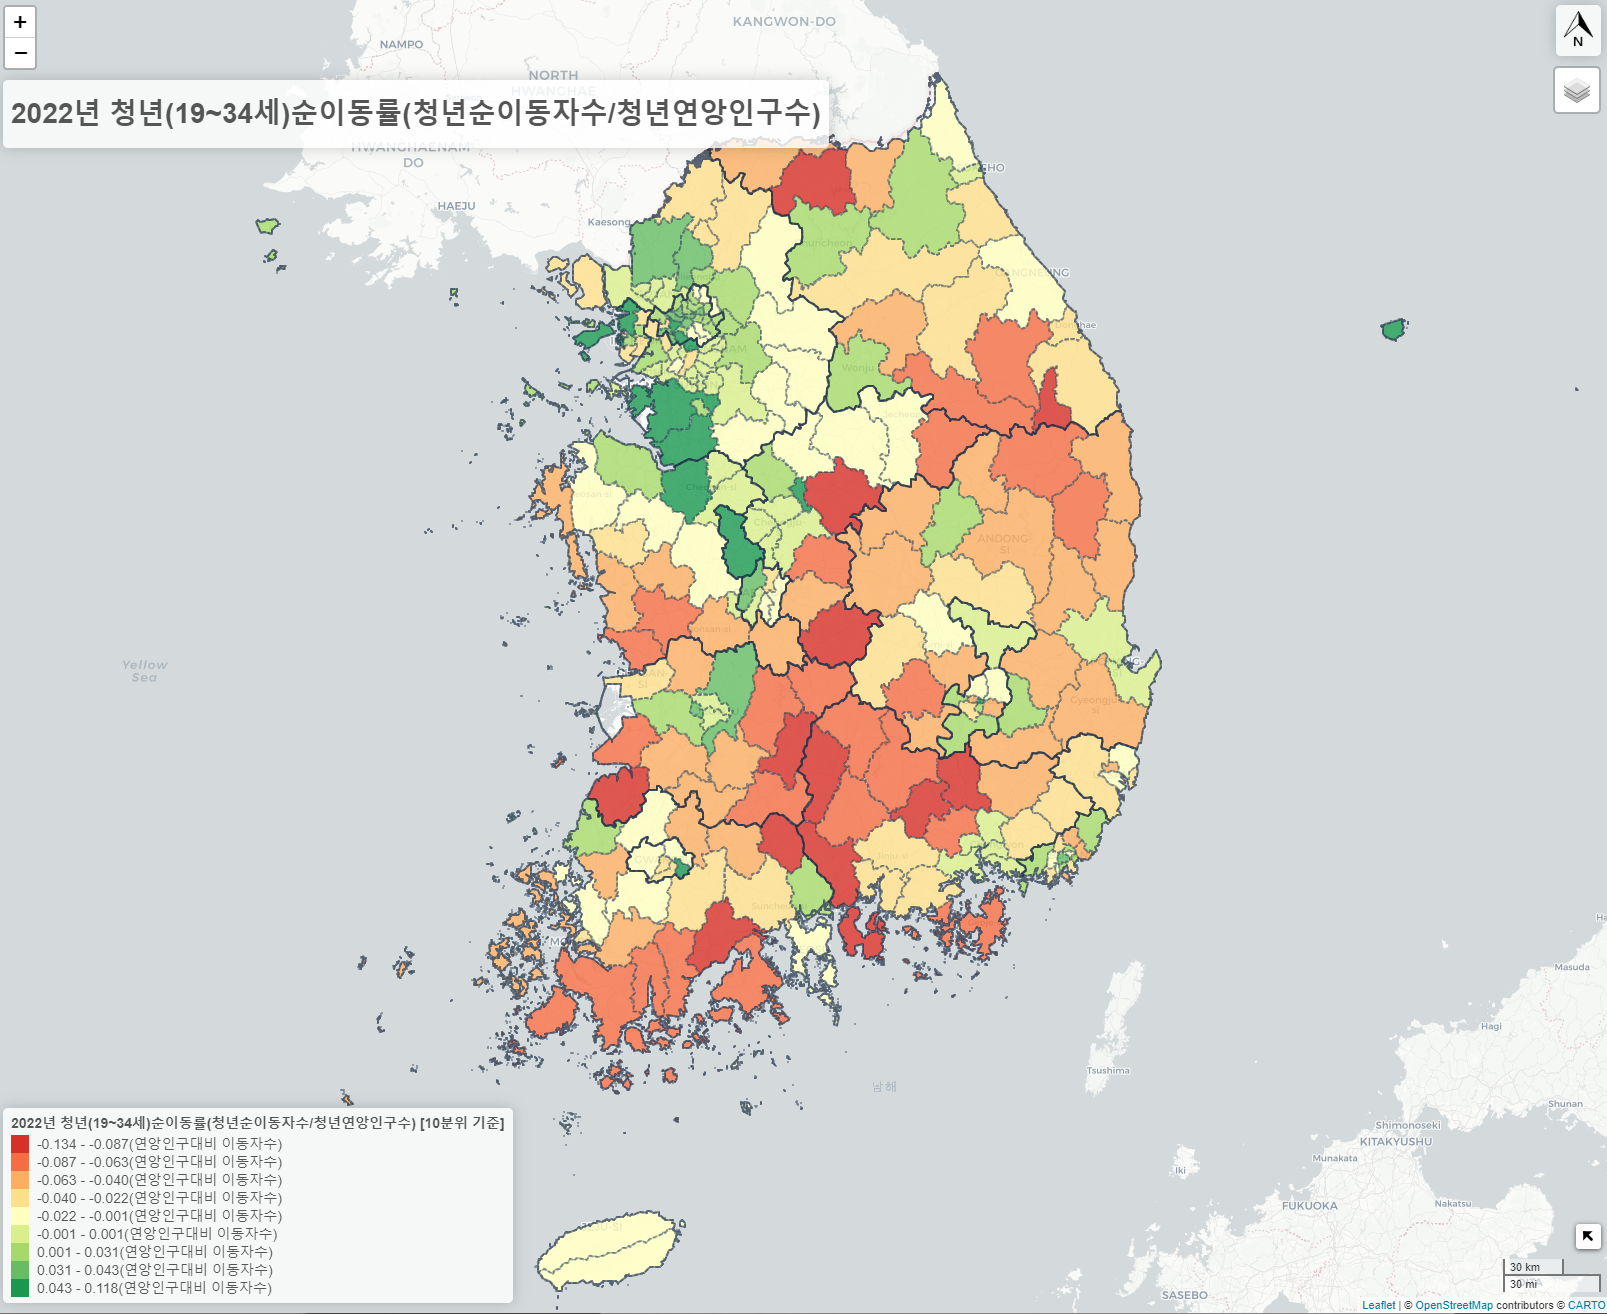 +
−
KANGWON-DO
N
NAMPO
NORTH
HWANGHAE
2022년 청년(19~34세)순이동률(청년순이동자수/청년연앙인구수)
HWANGHAENAM
DO
HAEJU
Kaesong
Wonju
ANDONG-
SI
Yellow
Sea
Gyeongju-
si
Masuda
Hagi
Tsushima
남해
Shunan
Shimonoseki
KITAKYUSHU
Munakata
Iki
FUKUOKA
Nakatsu
SASEBO
2022년 청년(19~34세)순이동률(청년순이동자수/청년연앙인구수) [10분위 기준]
-0.134 - -0.087(연앙인구대비 이동자수)
-0.087 - -0.063(연앙인구대비 이동자수)
-0.063 - -0.040(연앙인구대비 이동자수)
-0.040 - -0.022(연앙인구대비 이동자수)
-0.022 - -0.001(연앙인구대비 이동자수)
-0.001 - 0.001(연앙인구대비 이동자수)
0.001 - 0.031(연앙인구대비 이동자수)
0.031 - 0.043(연앙인구대비 이동자수)
0.043 - 0.118(연앙인구대비 이동자수)
30 km
30 mi
Leaflet | © OpenStreetMap contributors © CARTO